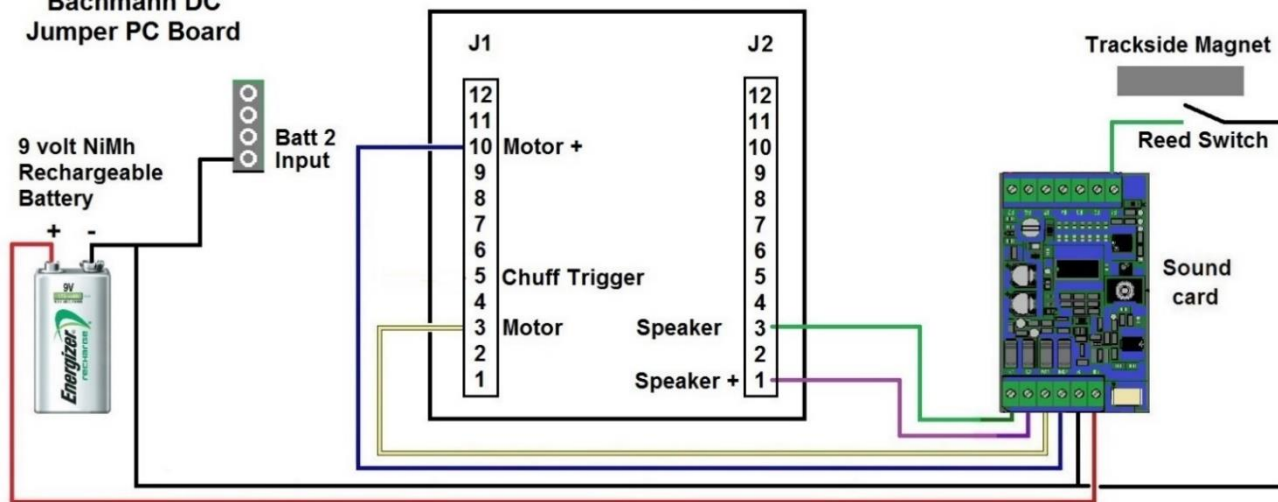 Bachmann DC
Jumper PC Board
J1
J2
Trackside Magnet
Reed Switch
Batt 2
Input
9 volt NiMh
Rechargeable
Battery
+ -
9V
Energizer
recharge
12
11
10 Motor +
9
8
7
6
5 Chuff Trigger
4
3 Motor
2
1
12
11
10
9
8
7
6
5
4
Speaker 3
2
Speaker + 1
Sound
card